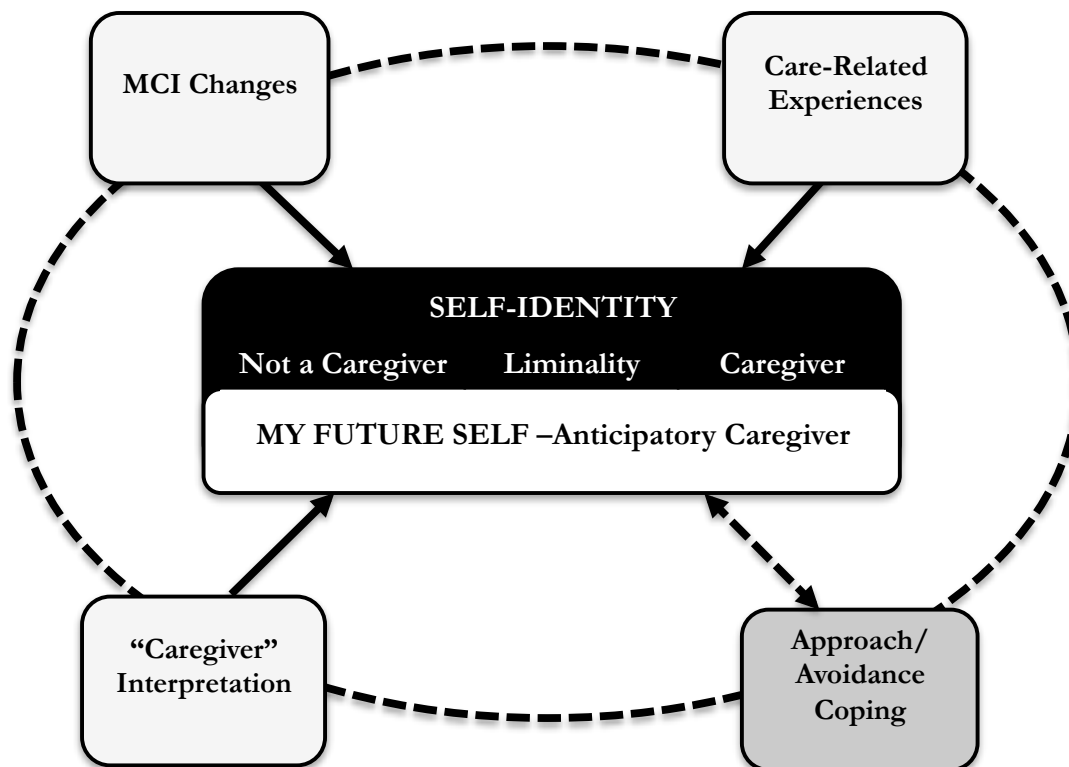 MCI Changes
Care-Related
Experiences
SELF-IDENTITY
Not a Caregiver Liminality Caregiver
MY FUTURE SELF –Anticipatory Caregiver
“Caregiver”
Interpretation
Approach/
Avoidance
Coping